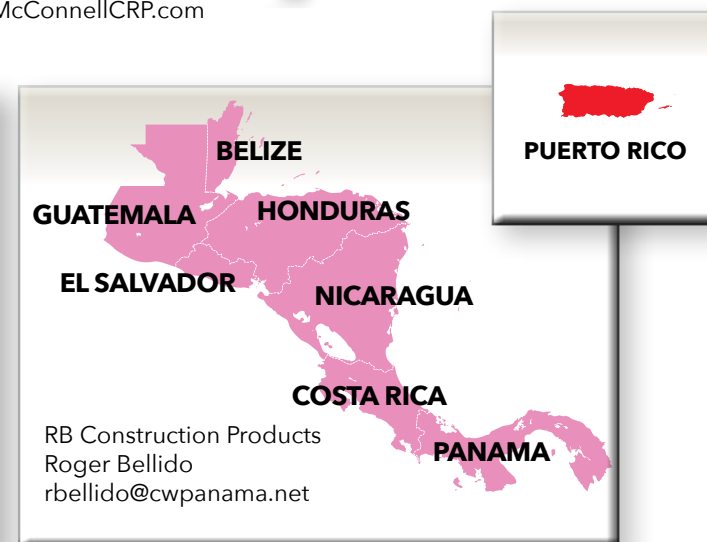 McConnellCRP.com
PUERTO RICO
BELIZE
GUATEMALA
HONDURAS
EL SALVADOR
NICARAGUA
COSTA RICA
PANAMA
RB Construction Products
Roger Bellido
rbellido@cwpanama.net